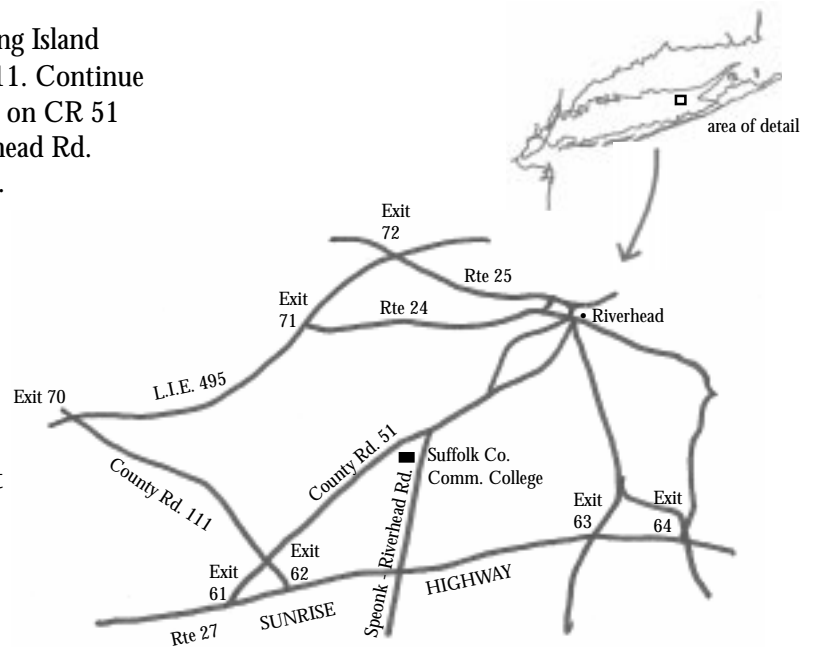 ng Island
11. Continue
on CR 51
head Rd.
.
area of detail
Exit
72
Rte 25
Exit
71
Rte 24
• Riverhead
Exit 70
L.I.E. 495
County Rd. 51
Suffolk Co.
Comm. College
County Rd. 111
Speonk - Riverhead Rd.
t
Exit
63
Exit
64
Exit
62
Exit
61
HIGHWAY
SUNRISE
Rte 27